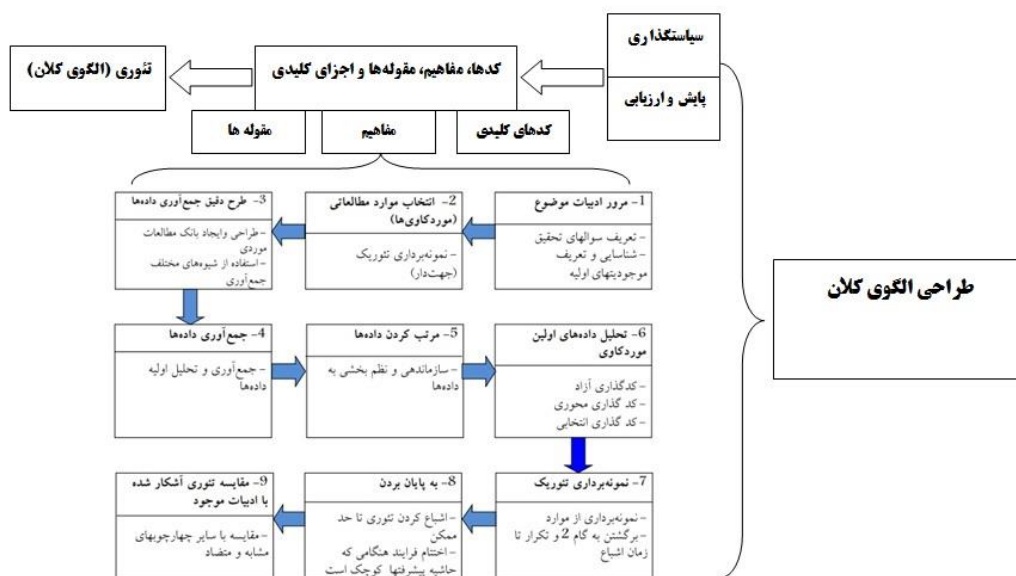 سیاستگذاری
پایش و ارزیابی
کدها، مفاهیم، مقوله‌ها و اجزای کلیدی
تئوری (الگوی کلان)
کدهای کلیدی
مفاهیم
مقوله ها
طراحی الگوی کلان
1- مرور ادبیات موضوع
- تعریف سوالهای تحقیق
- شناسایی و تعریف
موجودیتهای اولیه
2- انتخاب موارد مطالعاتی
(موردکاوی‌ها)
- نمونه‌برداری تئوریک
(جهت‌دار)
3- طرح دقیق جمع‌آوری داده‌ها
- طراحی وایجاد بانک مطالعات
موردی
- استفاده از شیوه‌های مختلف
جمع‌آوری
4- جمع‌آوری داده‌ها
- جمع‌آوری و تحلیل اولیه
داده‌ها
5- مرتب کردن داده‌ها
- سازماندهی و نظم بخشی به
داده‌ها
6- تحلیل داده‌های اولین
موردکاوی
- کدگذاری آزاد
- کد گذاری محوری
- کد گذاری انتخابی
7- نمونه‌برداری تئوریک
- نمونه‌برداری از موارد
- برگشتن به گام 2 و تکرار تا
زمان اشباع
8- به پایان بردن
- اشباع کردن تئوری تا حد
ممکن
- اختتام فرایند هنگامی که
حاشیه پیشرفتها کوچک است
9- مقایسه تئوری آشکار شده
با ادبیات موجود
- مقایسه با سایر چهارچوبهای
مشابه و متضاد